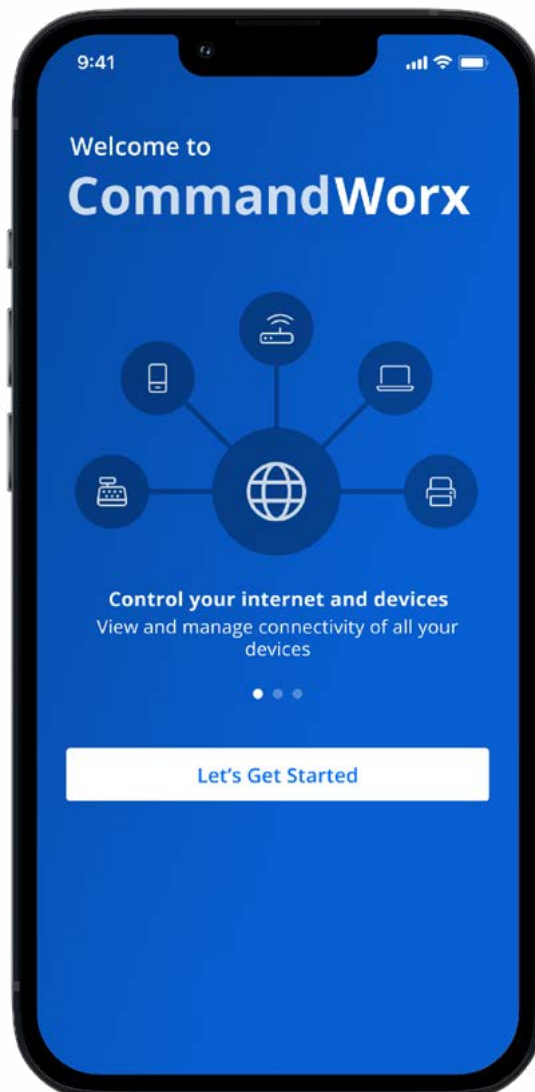 9:41
Welcome to
CommandWorx
Control your internet and devices
View and manage connectivity of all your
devices
Let's Get Started